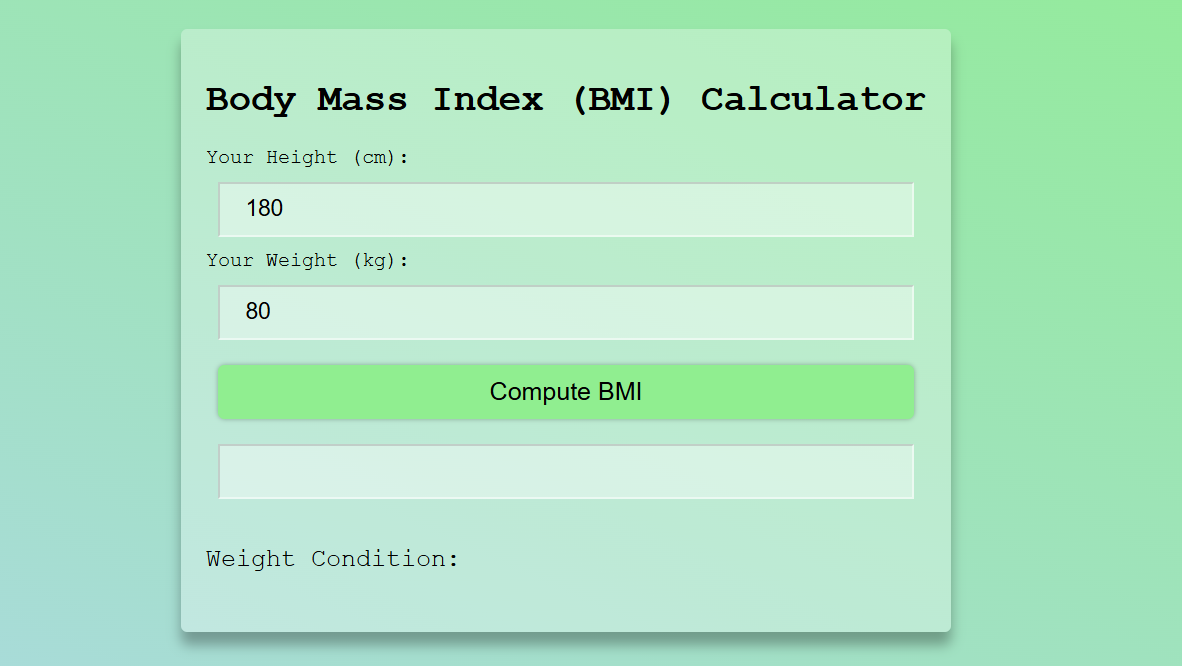 Body Mass Index (BMI) Calculator
Your Height (cm):
180
Your Weight (kg):
80
Compute BMI
Weight Condition: